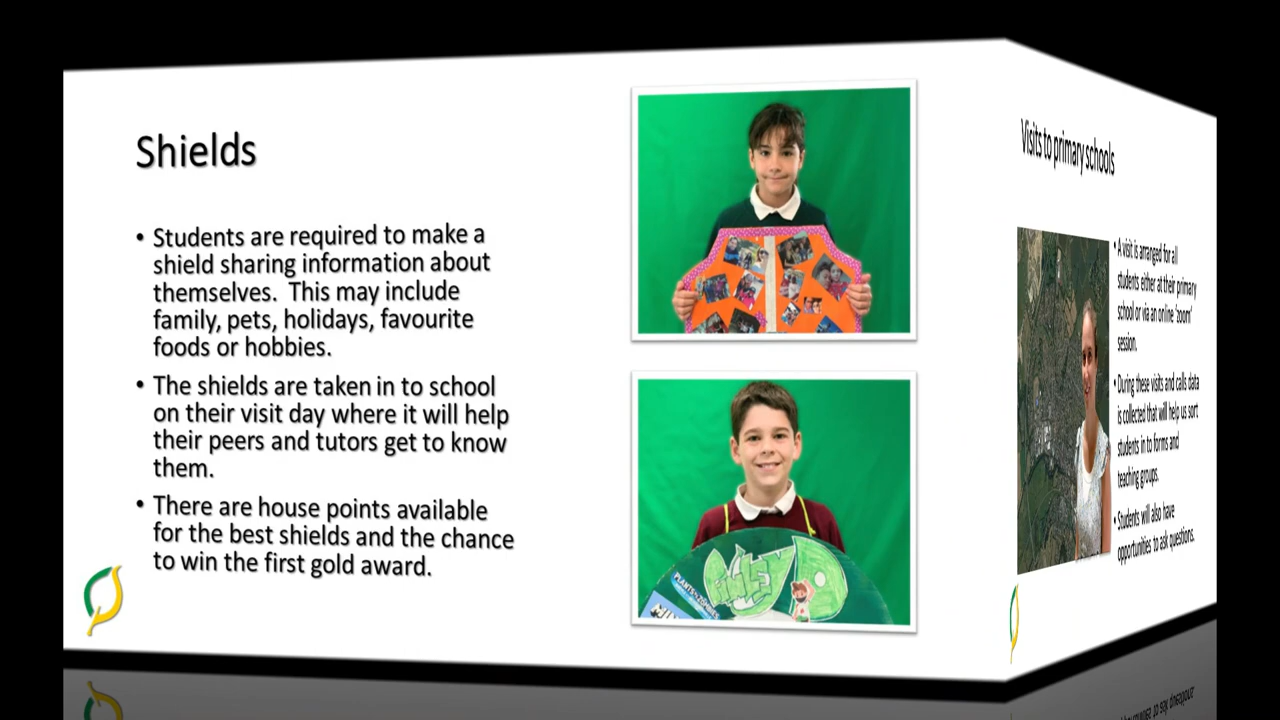 Shields
• Students are required to make a
shield sharing information about
themselves. This may include
family, pets, holidays, favourite
foods or hobbies.
• The shields are taken in to school
on their visit day where it will help
their peers and tutors get to know
them.
• There are house points available
for the best shields and the chance
to win the first gold award.
PLANTS
ZOMBIES
Visits to primary schools
• A visit is arranged for all
students either at their primary
school or via an online 'zoom'
session.
• During these visits and calls data
is collected that will help us sort
students in to forms and
teaching groups.
• Students will also have
opportunities to ask questions.